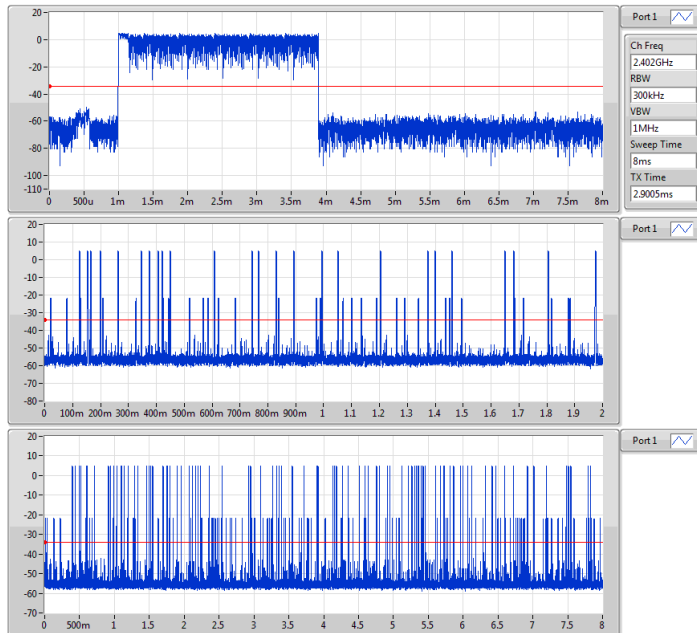 Port 1
20-
0-
-20-
-40-
-60-
-80-
-100-
-110-
0 500u 1m 1.5m 2m 2.5m 3m 3.5m 4m 4.5m 5m 5.5m 6m 6.5m 7m 7.5m 8m
Ch Freq
2.402GHz
RBW
300kHz
VBW
1MHz
Sweep Time
8ms
TX Time
2.9005ms
Port 1
20-
10-
0-
-10-
-20-
-30-
-40-
-50-
-60-
-70-
-80-
0 100m 200m 300m 400m 500m 600m 700m 800m 900m 1 1.1 1.2 1.3 1.4 1.5 1.6 1.7 1.8 1.9 2
Port 1
20-
10-
0-
-10-
-20-
-30-
-40-
-50-
-60-
-70-
0 500m 1 1.5 2 2.5 3 3.5 4 4.5 5 5.5 6 6.5 7 7.5 8